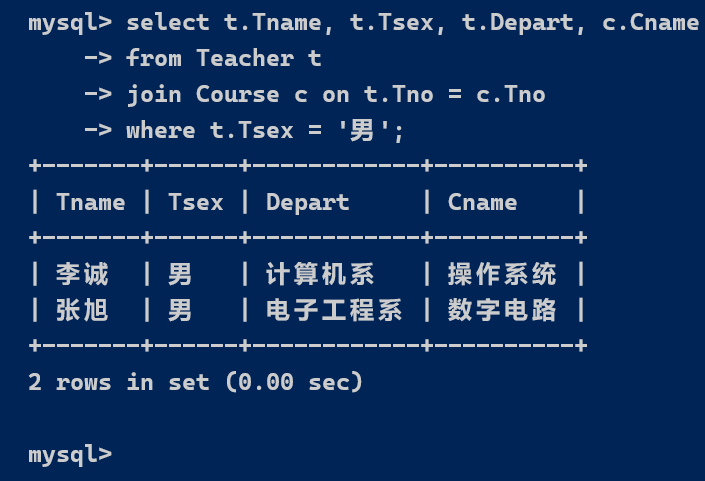 mysql> select t.Tname, t.Tsex, t.Depart, c.Cname
    -> from Teacher t
    -> join Course c on t.Tno = c.Tno
    -> where t.Tsex = '男';
+-------+------+------------+----------+
| Tname | Tsex | Depart     | Cname    |
+-------+------+------------+----------+
| 李诚  | 男   | 计算机系   | 操作系统 |
| 张旭  | 男   | 电子工程系 | 数字电路 |
+-------+------+------------+----------+
2 rows in set (0.00 sec)

mysql>